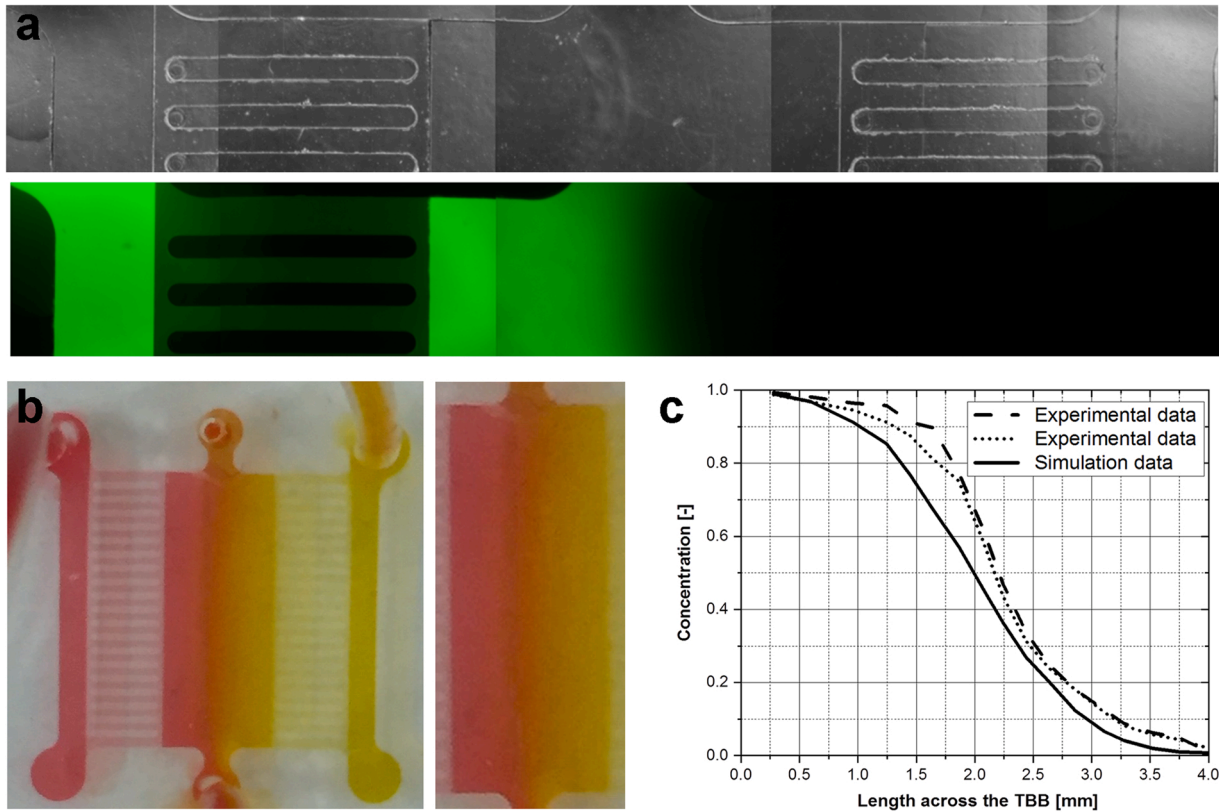 a
b
c
1.0
0.8
0.6
0.4
0.2
0.0
Concentration [-]
Experimental data
Experimental data
Simulation data
0.0 0.5 1.0 1.5 2.0 2.5 3.0 3.5 4.0
Length across the TBB [mm]